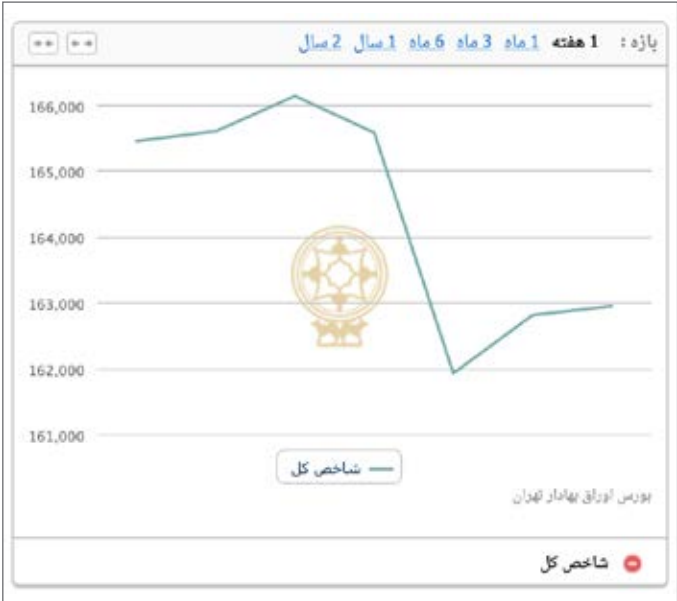 بازه : 1 هفته 1 ماه 3 ماه 6 ماه 1 سال 2 سال
166,000
165,000
164,000
163,000
162,000
161,000
شاخص کل
بورس اوراق بهادار تهران
شاخص کل